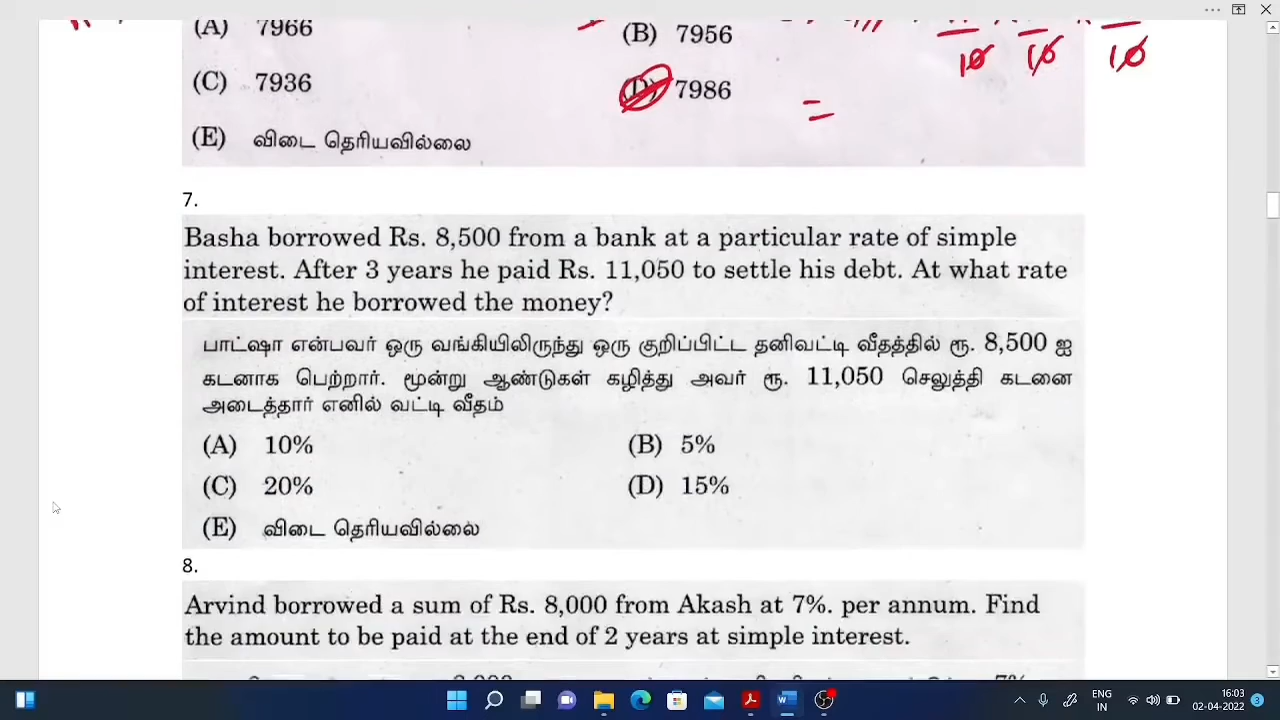 (A) 7966
(B) 7956
10 10 10
(C) 7936
(D) 7986
=
(E) விடை தெரியவில்லை
7.
Basha borrowed Rs. 8,500 from a bank at a particular rate of simple
interest. After 3 years he paid Rs. 11,050 to settle his debt. At what rate
of interest he borrowed the money?
பாட்ஷா என்பவர் ஒரு வங்கியிலிருந்து ஒரு குறிப்பிட்ட தனிவட்டி வீதத்தில் ரூ. 8,500 ஐ
கடனாக பெற்றார். மூன்று ஆண்டுகள் கழித்து அவர் ரூ. 11,050 செலுத்தி கடனை
அடைத்தார் எனில் வட்டி வீதம்
(A) 10%
(B) 5%
(C) 20%
(D) 15%
(E) விடை தெரியவில்லை
8.
Arvind borrowed a sum of Rs. 8,000 from Akash at 7%. per annum. Find
the amount to be paid at the end of 2 years at simple interest.
ENG
IN
16:03
02-04-2022
3